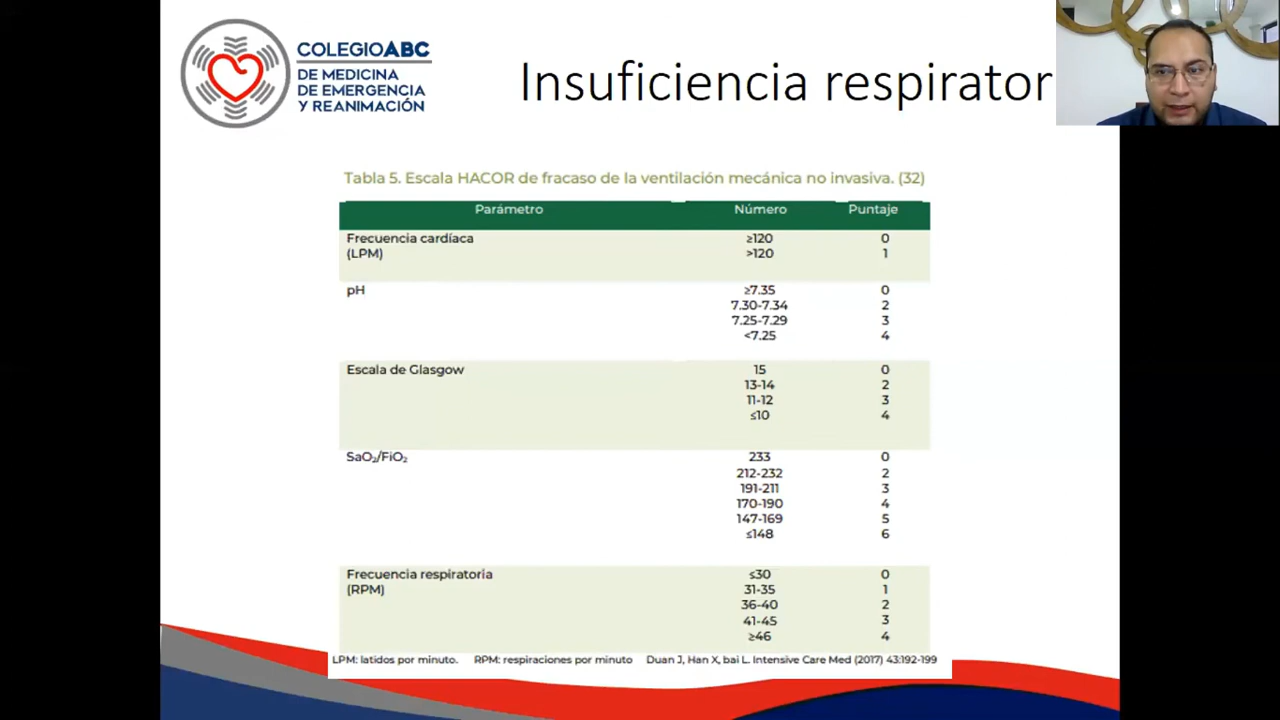 COLEGIOABC
DE MEDICINA
DE EMERGENCIA
Y REANIMACIÓN
Insuficiencia respirator
Tabla 5. Escala HACOR de fracaso de la ventilación mecánica no invasiva. (32)
Parámetro Número Puntaje
Frecuencia cardíaca ≥120 0
(LPM) >120 1
pH ≥7.35 0
7.30-7.34 2
7.25-7.29 3
<7.25 4
Escala de Glasgow 15 0
13-14 2
11-12 3
≤10 4
SaO₂/FiO₂ 233 0
212-232 2
191-211 3
170-190 4
147-169 5
≤148 6
Frecuencia respiratoria ≤30 0
(RPM) 31-35 1
36-40 2
41-45 3
≥46 4
LPM: latidos por minuto. RPM: respiraciones por minuto Duan J, Han X, bai L. Intensive Care Med (2017) 43:192-199